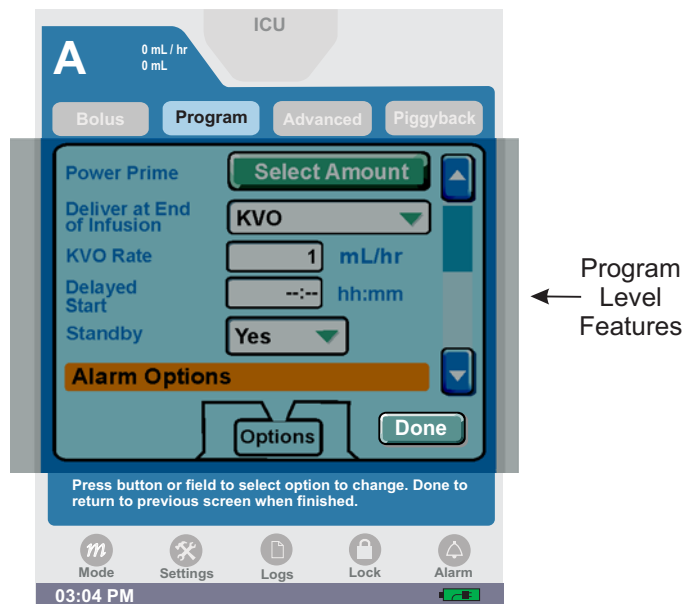 ICU
A
0 mL / hr
0 mL
Bolus
Program
Advanced
Piggyback
Power Prime
Select Amount
Deliver at End
of Infusion
KVO
KVO Rate
1 mL/hr
Delayed
Start
--:-- hh:mm
Standby
Yes
Alarm Options
Options
Done
Program
Level
Features
Press button or field to select option to change. Done to
return to previous screen when finished.
m
Mode
Settings
Logs
Lock
Alarm
03:04 PM